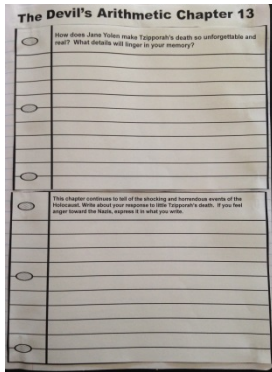 The Devil's Arithmetic Chapter 13
How does Jane Yolen make Tzipporah's death so unforgettable and
real? What details will linger in your memory?
This chapter continues to tell of the shocking and horrendous events of the
Holocaust. Write about your response to little Tzipporah's death. If you feel
anger toward the Nazis, express it in what you write.